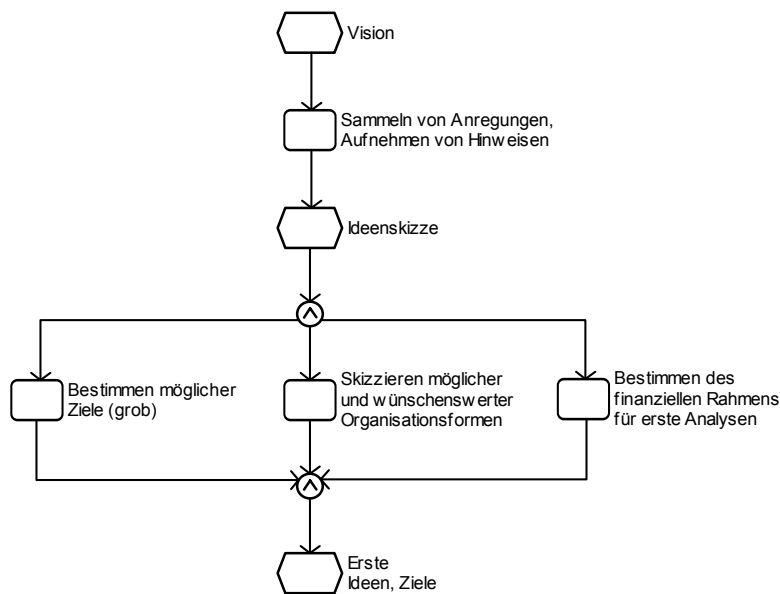 Vision
Sammeln von Anregungen,
Aufnehmen von Hinweisen
Ideenskizze
Bestimmen möglicher
Ziele (grob)
Skizzieren möglicher
und wünschenswerter
Organisationsformen
Bestimmen des
finanziellen Rahmens
für erste Analysen
Erste
Ideen, Ziele